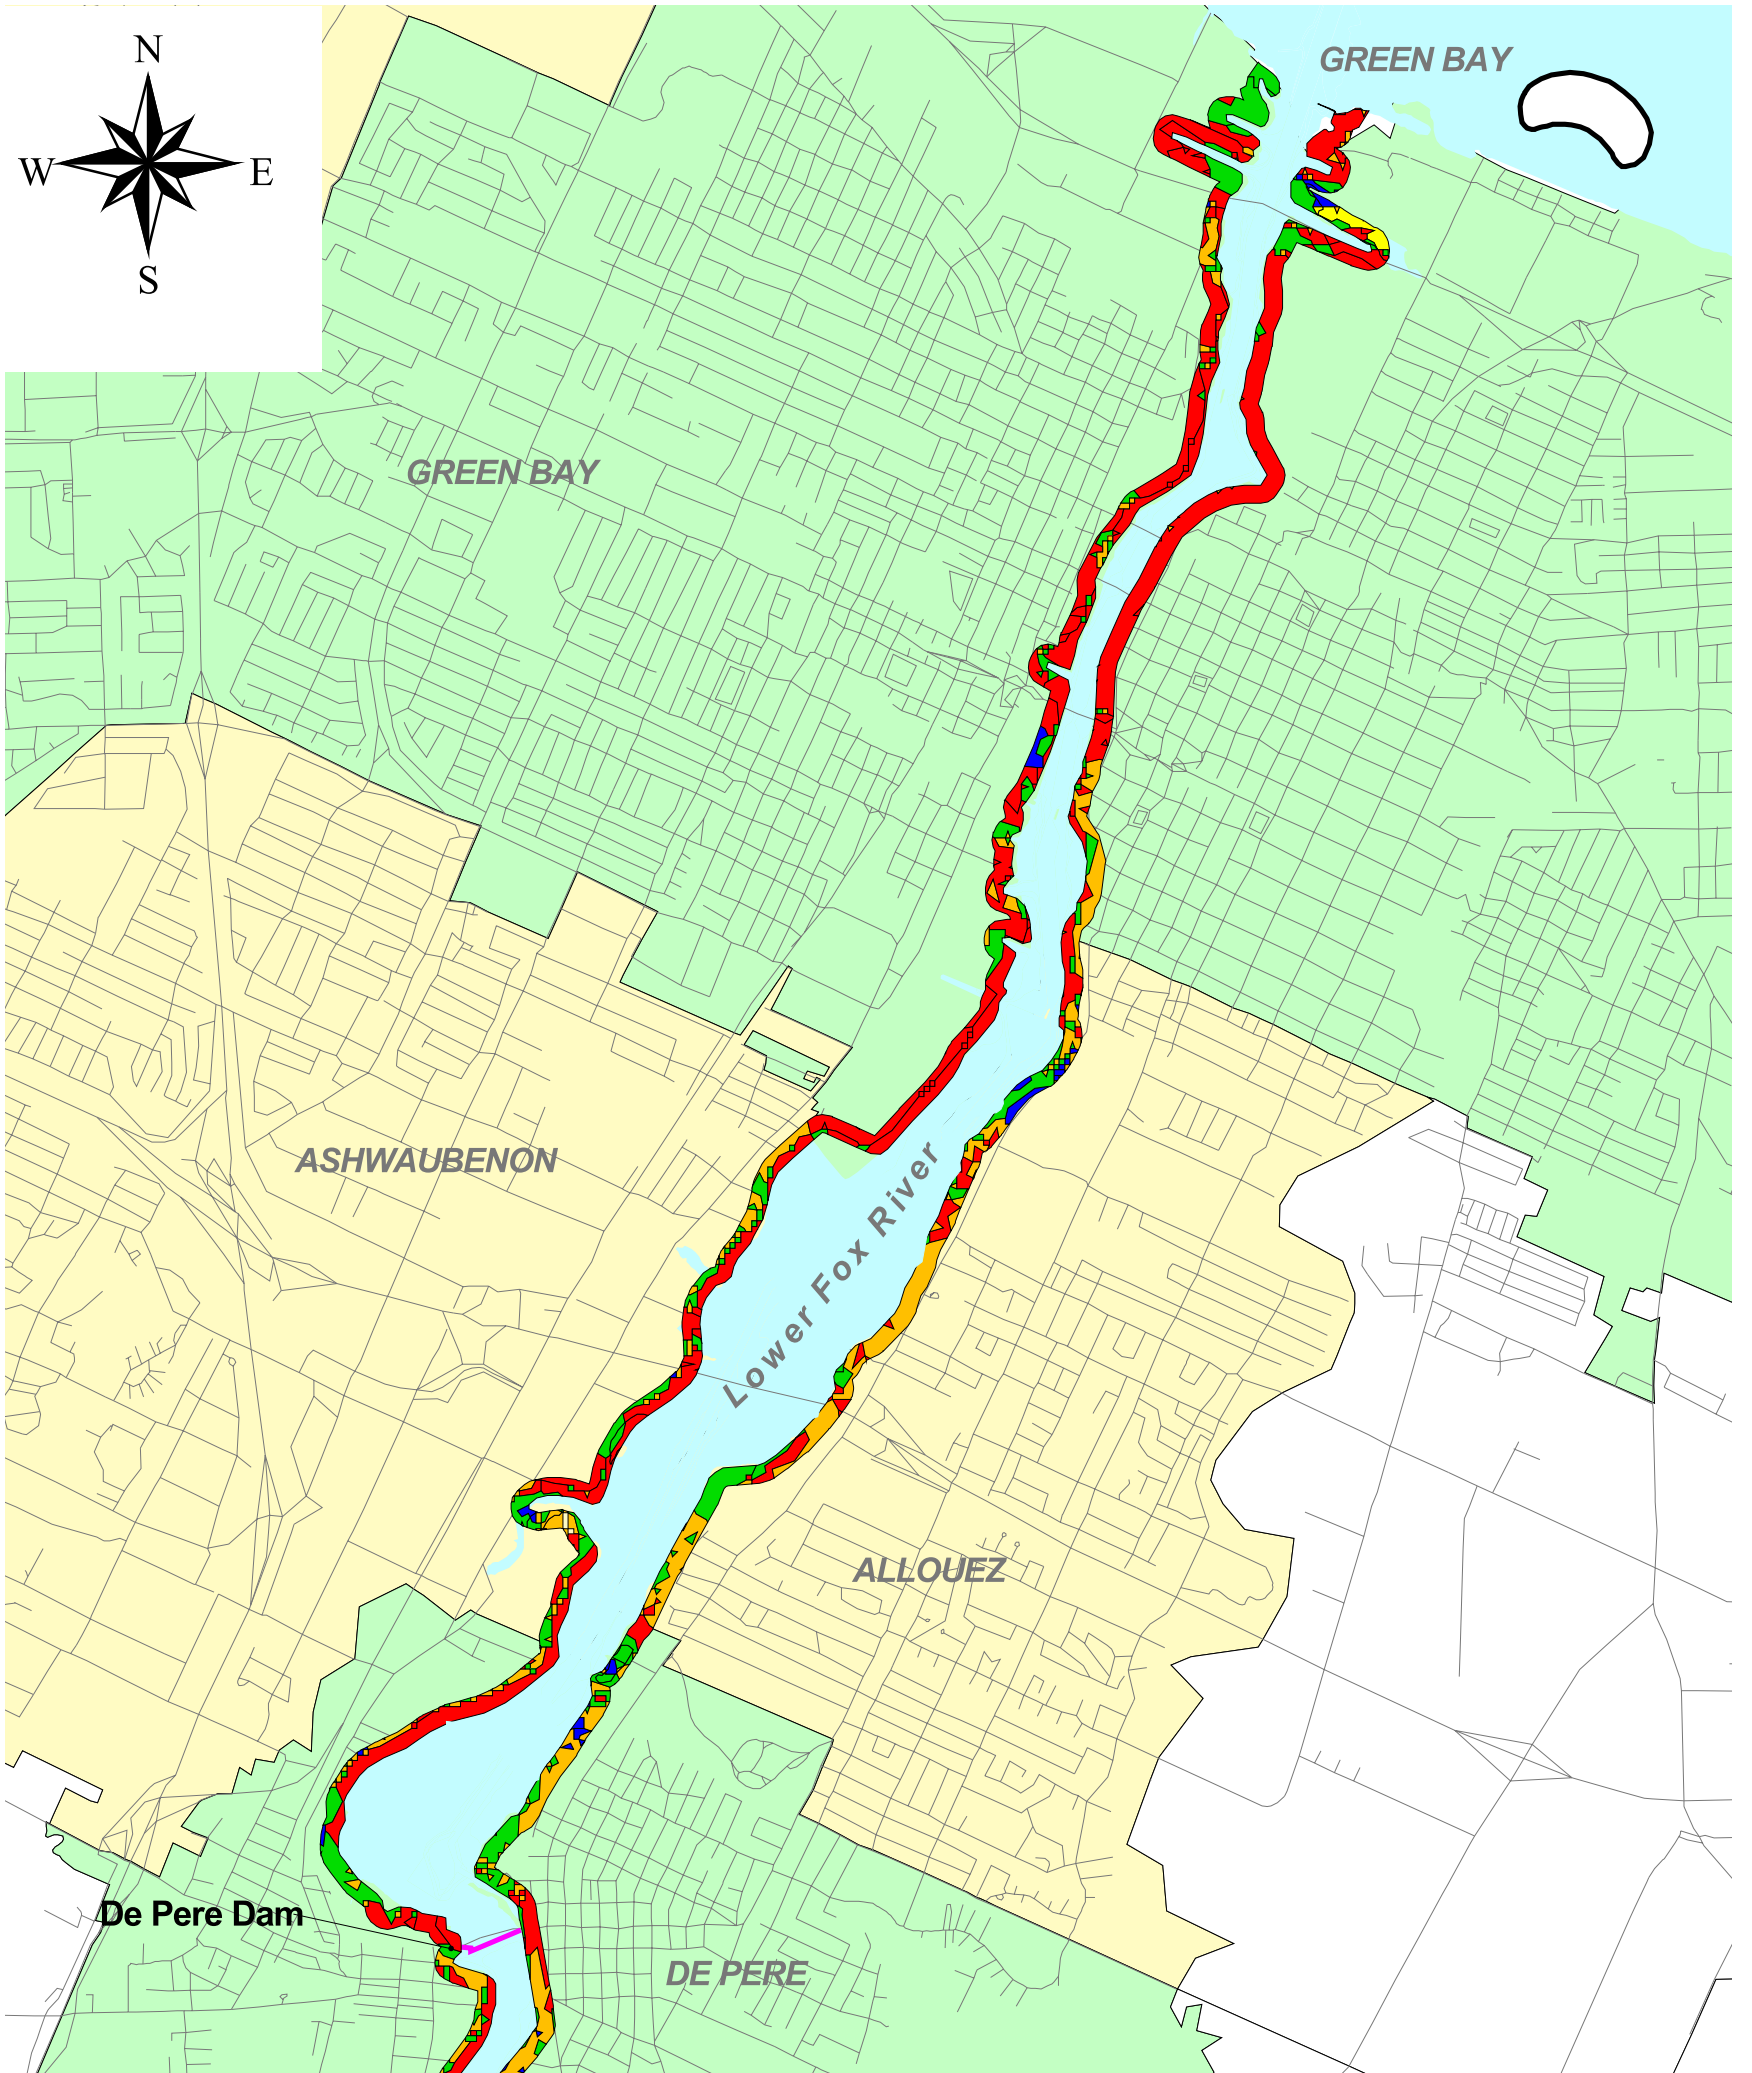 N
W E
S
GREEN BAY
GREEN BAY
ASHWAUBENON
Lower Fox River
ALLOUEZ
De Pere Dam
DE PERE